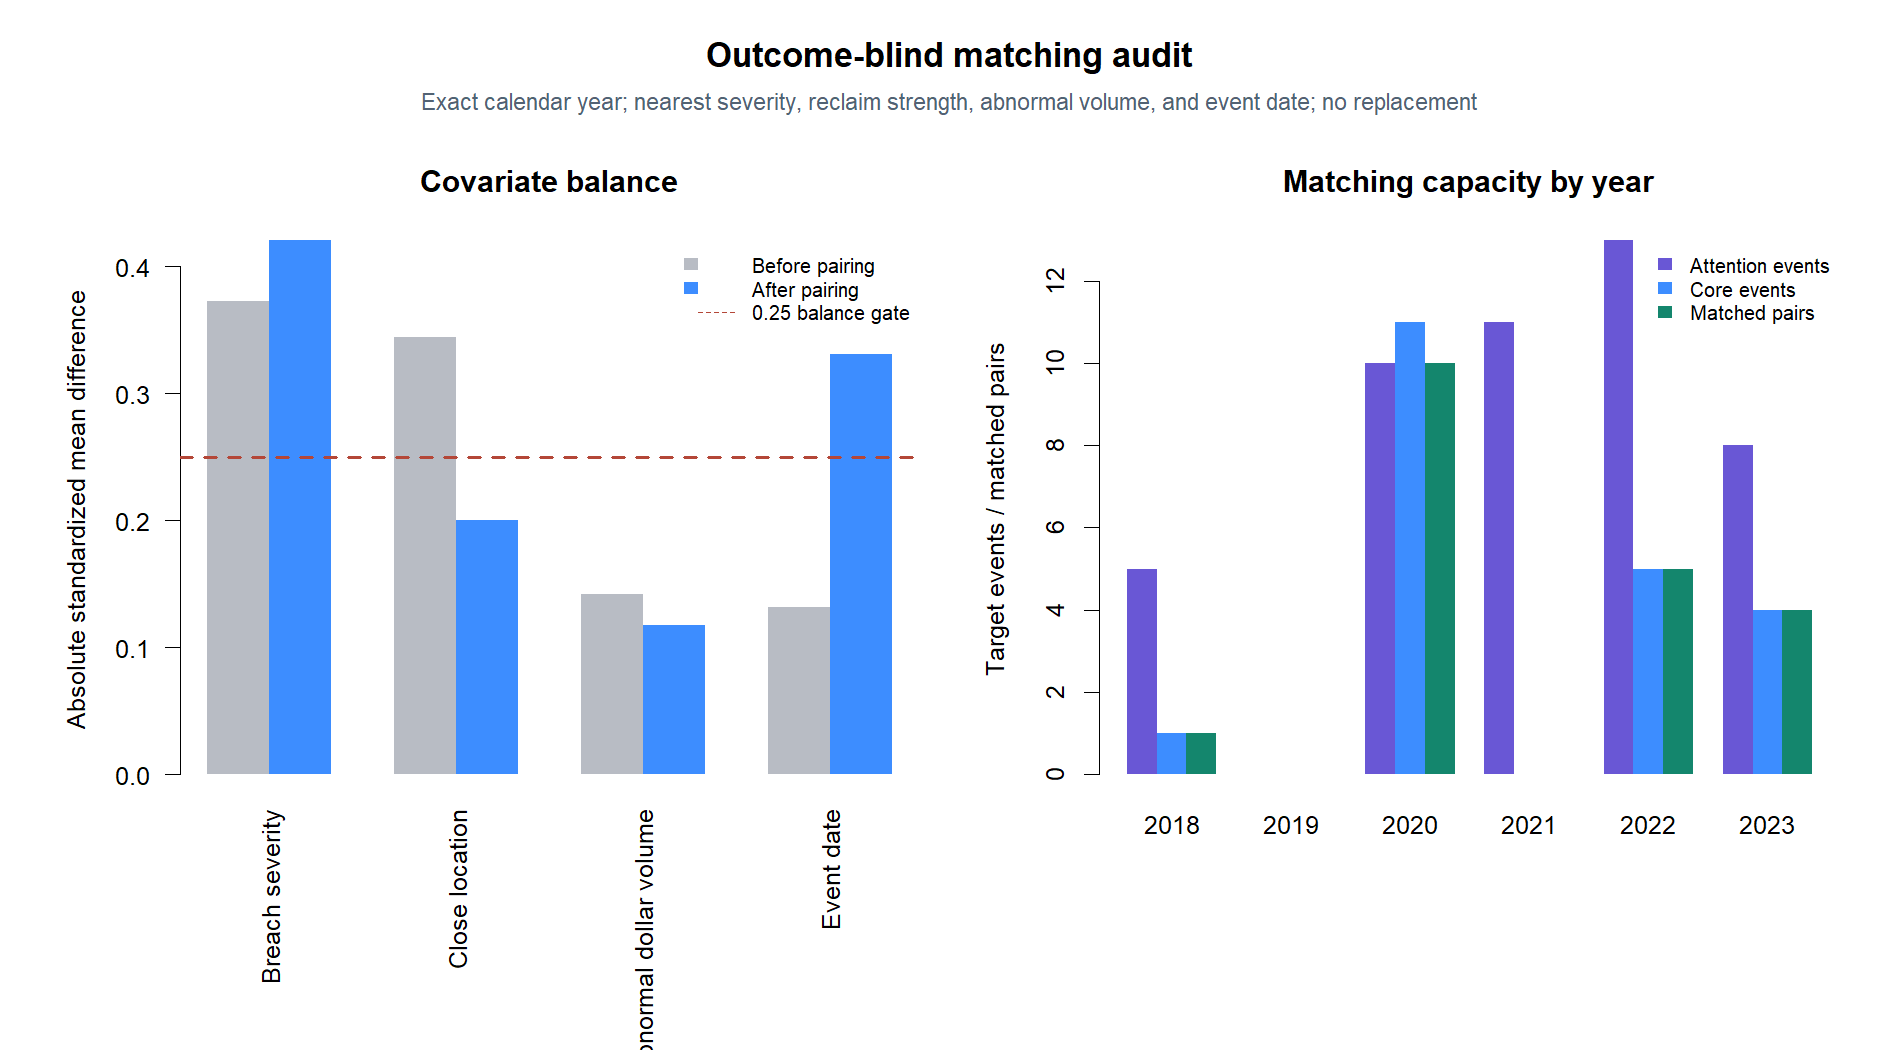 Outcome-blind matching audit
Exact calendar year; nearest severity, reclaim strength, abnormal volume, and event date; no replacement
Covariate balance
Absolute standardized mean difference
0.4
0.3
0.2
0.1
0.0
Before pairing
After pairing
0.25 balance gate
Breach severity
Close location
dollar volume
Event date
Matching capacity by year
Target events / matched pairs
12
10
8
6
4
2
0
Attention events
Core events
Matched pairs
2018
2019
2020
2021
2022
2023